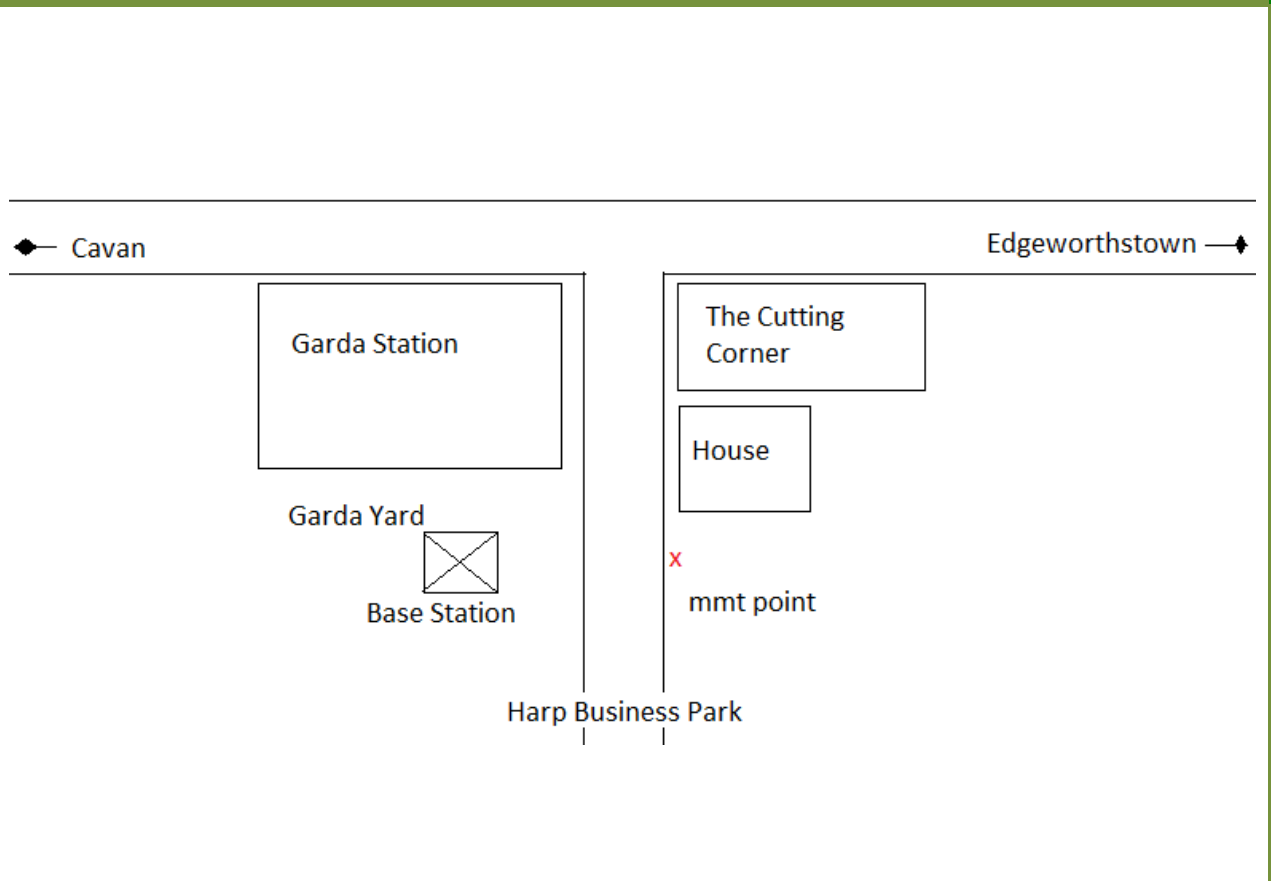 Cavan
Edgeworthstown
Garda Station
The Cutting
Corner
House
Garda Yard
Base Station
x
mmt point
Harp Business Park